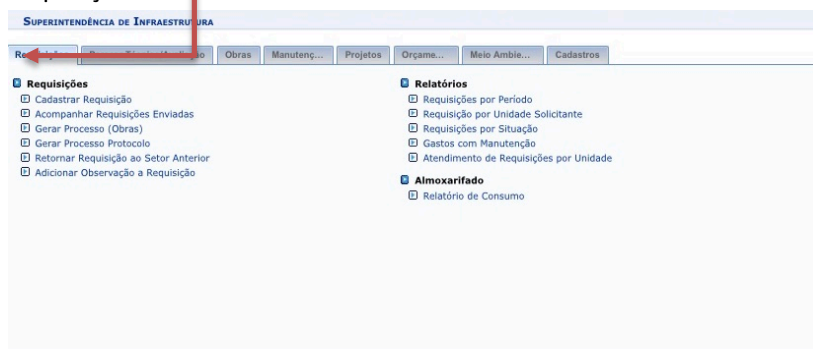 SUPERINTENDÊNCIA DE INFRAESTRUTURA
Obras Manutenç... Projetos Orçame... Meio Ambie... Cadastros
Requisições
Cadastrar Requisição
Acompanhar Requisições Enviadas
Gerar Processo (Obras)
Gerar Processo Protocolo
Retornar Requisição ao Setor Anterior
Adicionar Observação a Requisição
Relatórios
Requisições por Período
Requisição por Unidade Solicitante
Requisições por Situação
Gastos com Manutenção
Atendimento de Requisições por Unidade
Almoxarifado
Relatório de Consumo